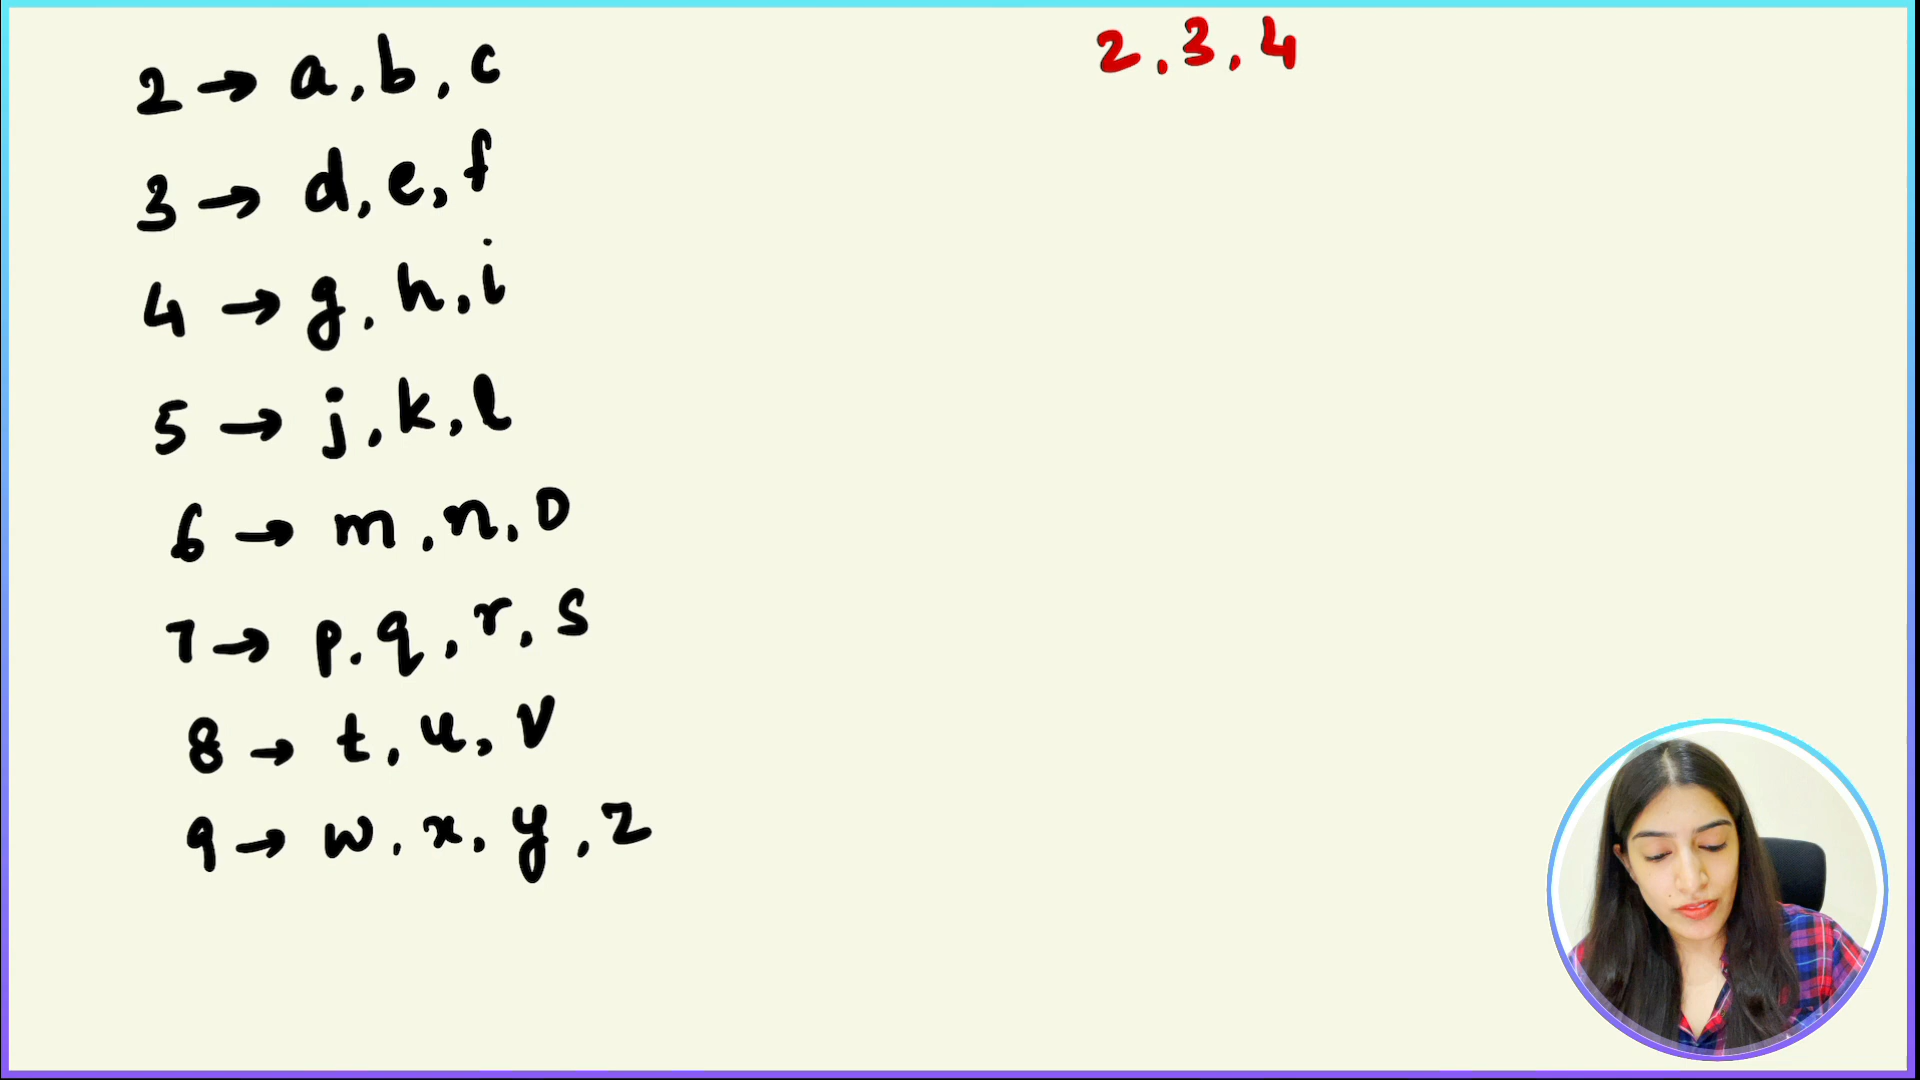 2 → a, b, c
3 → d, e, f
4 → g, h, i
5 → j, k, l
6 → m, n, o
7 → p, q, r, s
8 → t, u, v
9 → w, x, y, z
2, 3, 4